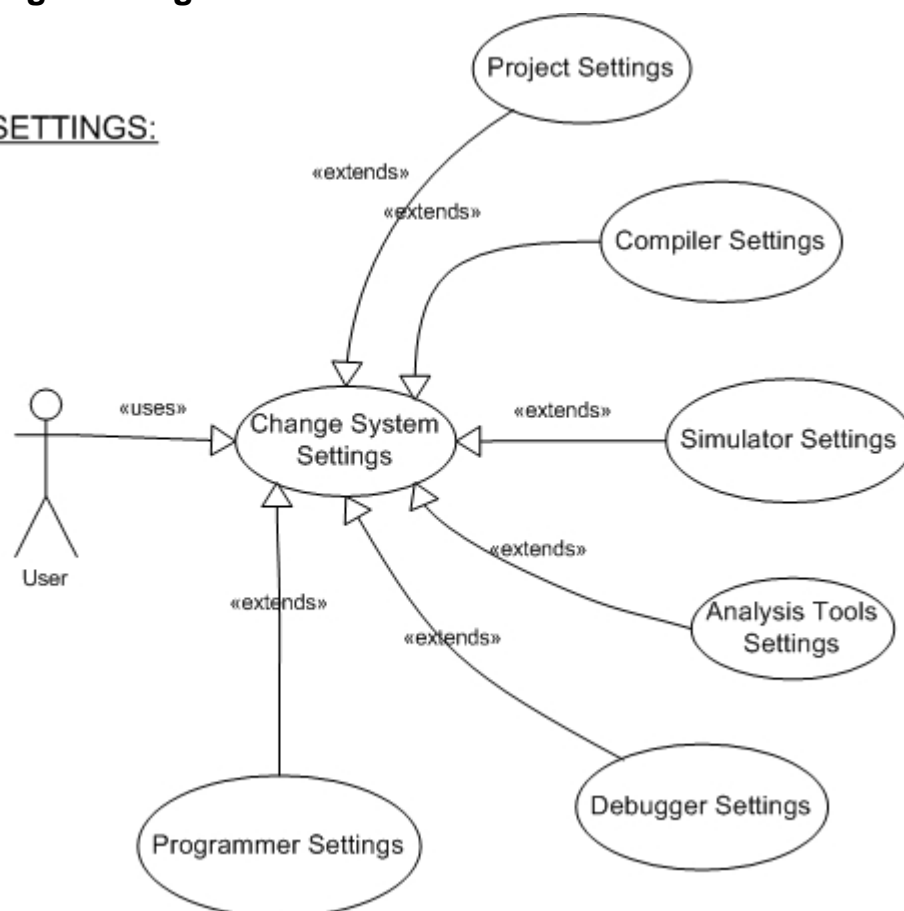 Project Settings
SETTINGS:
«extends»
«extends»
Compiler Settings
«uses»
Change System
Settings
«extends»
Simulator Settings
User
«extends»
Analysis Tools
Settings
«extends»
«extends»
Debugger Settings
Programmer Settings